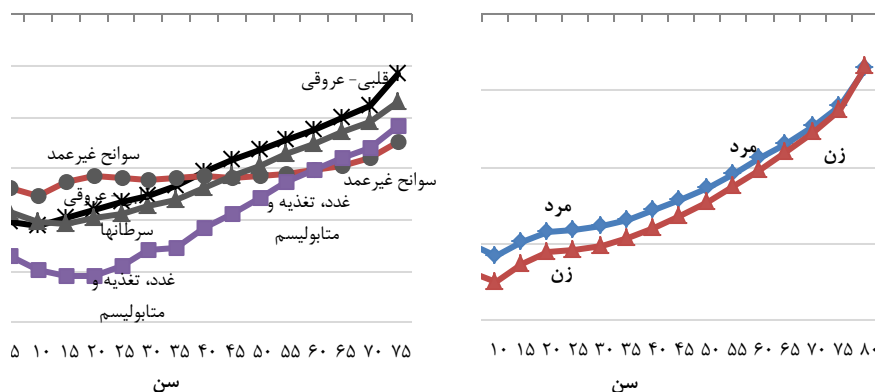 قلبی- عروقی
سوانح غیرعمد
عروقی
سرطانها
سوانح غیرعمد
غدد، تغذیه و
متابولیسم
غدد، تغذیه و
متابولیسم
۵ ۱۰ ۱۵ ۲۰ ۲۵ ۳۰ ۳۵ ۴۰ ۴۵ ۵۰ ۵۵ ۶۰ ۶۵ ۷۰ ۷۵
سن
مرد
زن
مرد
زن
۱۰ ۱۵ ۲۰ ۲۵ ۳۰ ۳۵ ۴۰ ۴۵ ۵۰ ۵۵ ۶۰ ۶۵ ۷۰ ۷۵ ۸۰
سن